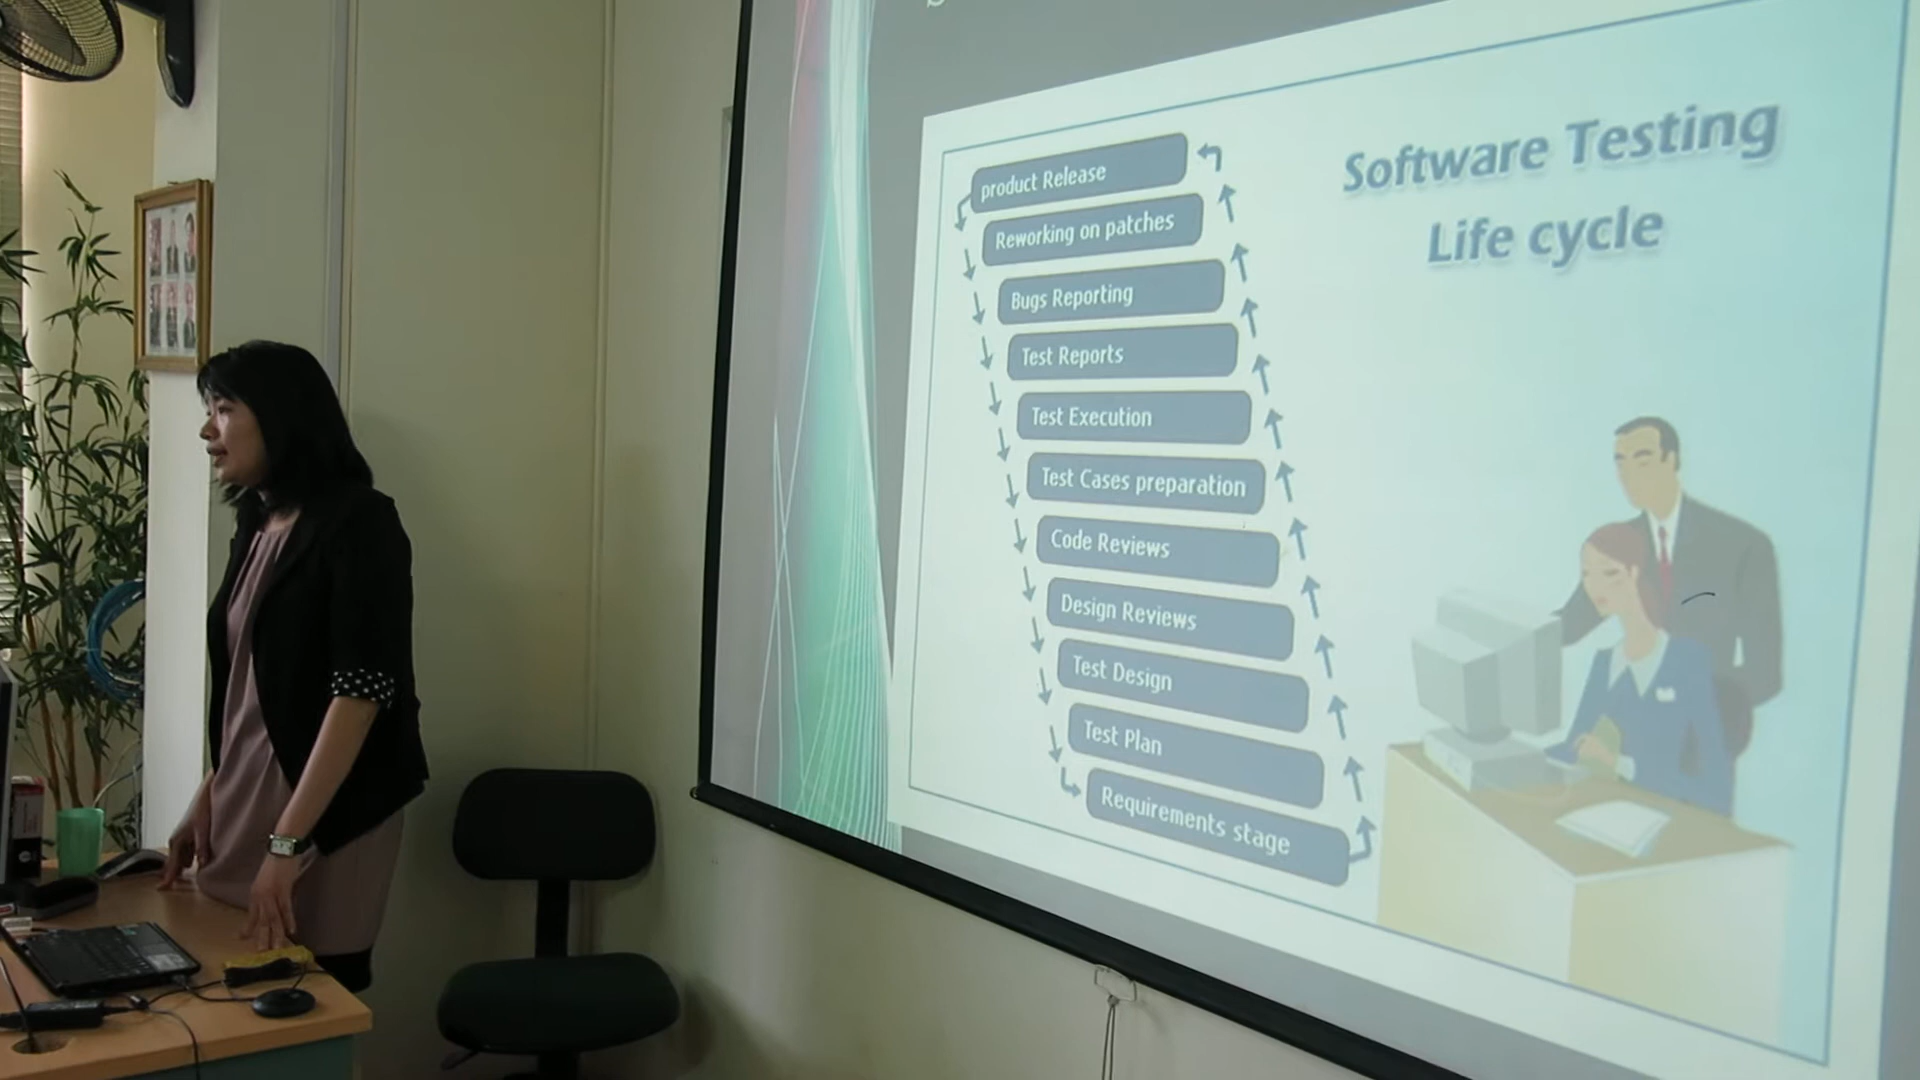 Software Testing
Life cycle
product Release
Reworking on patches
Bugs Reporting
Test Reports
Test Execution
Test Cases preparation
Code Reviews
Design Reviews
Test Design
Test Plan
Requirements stage